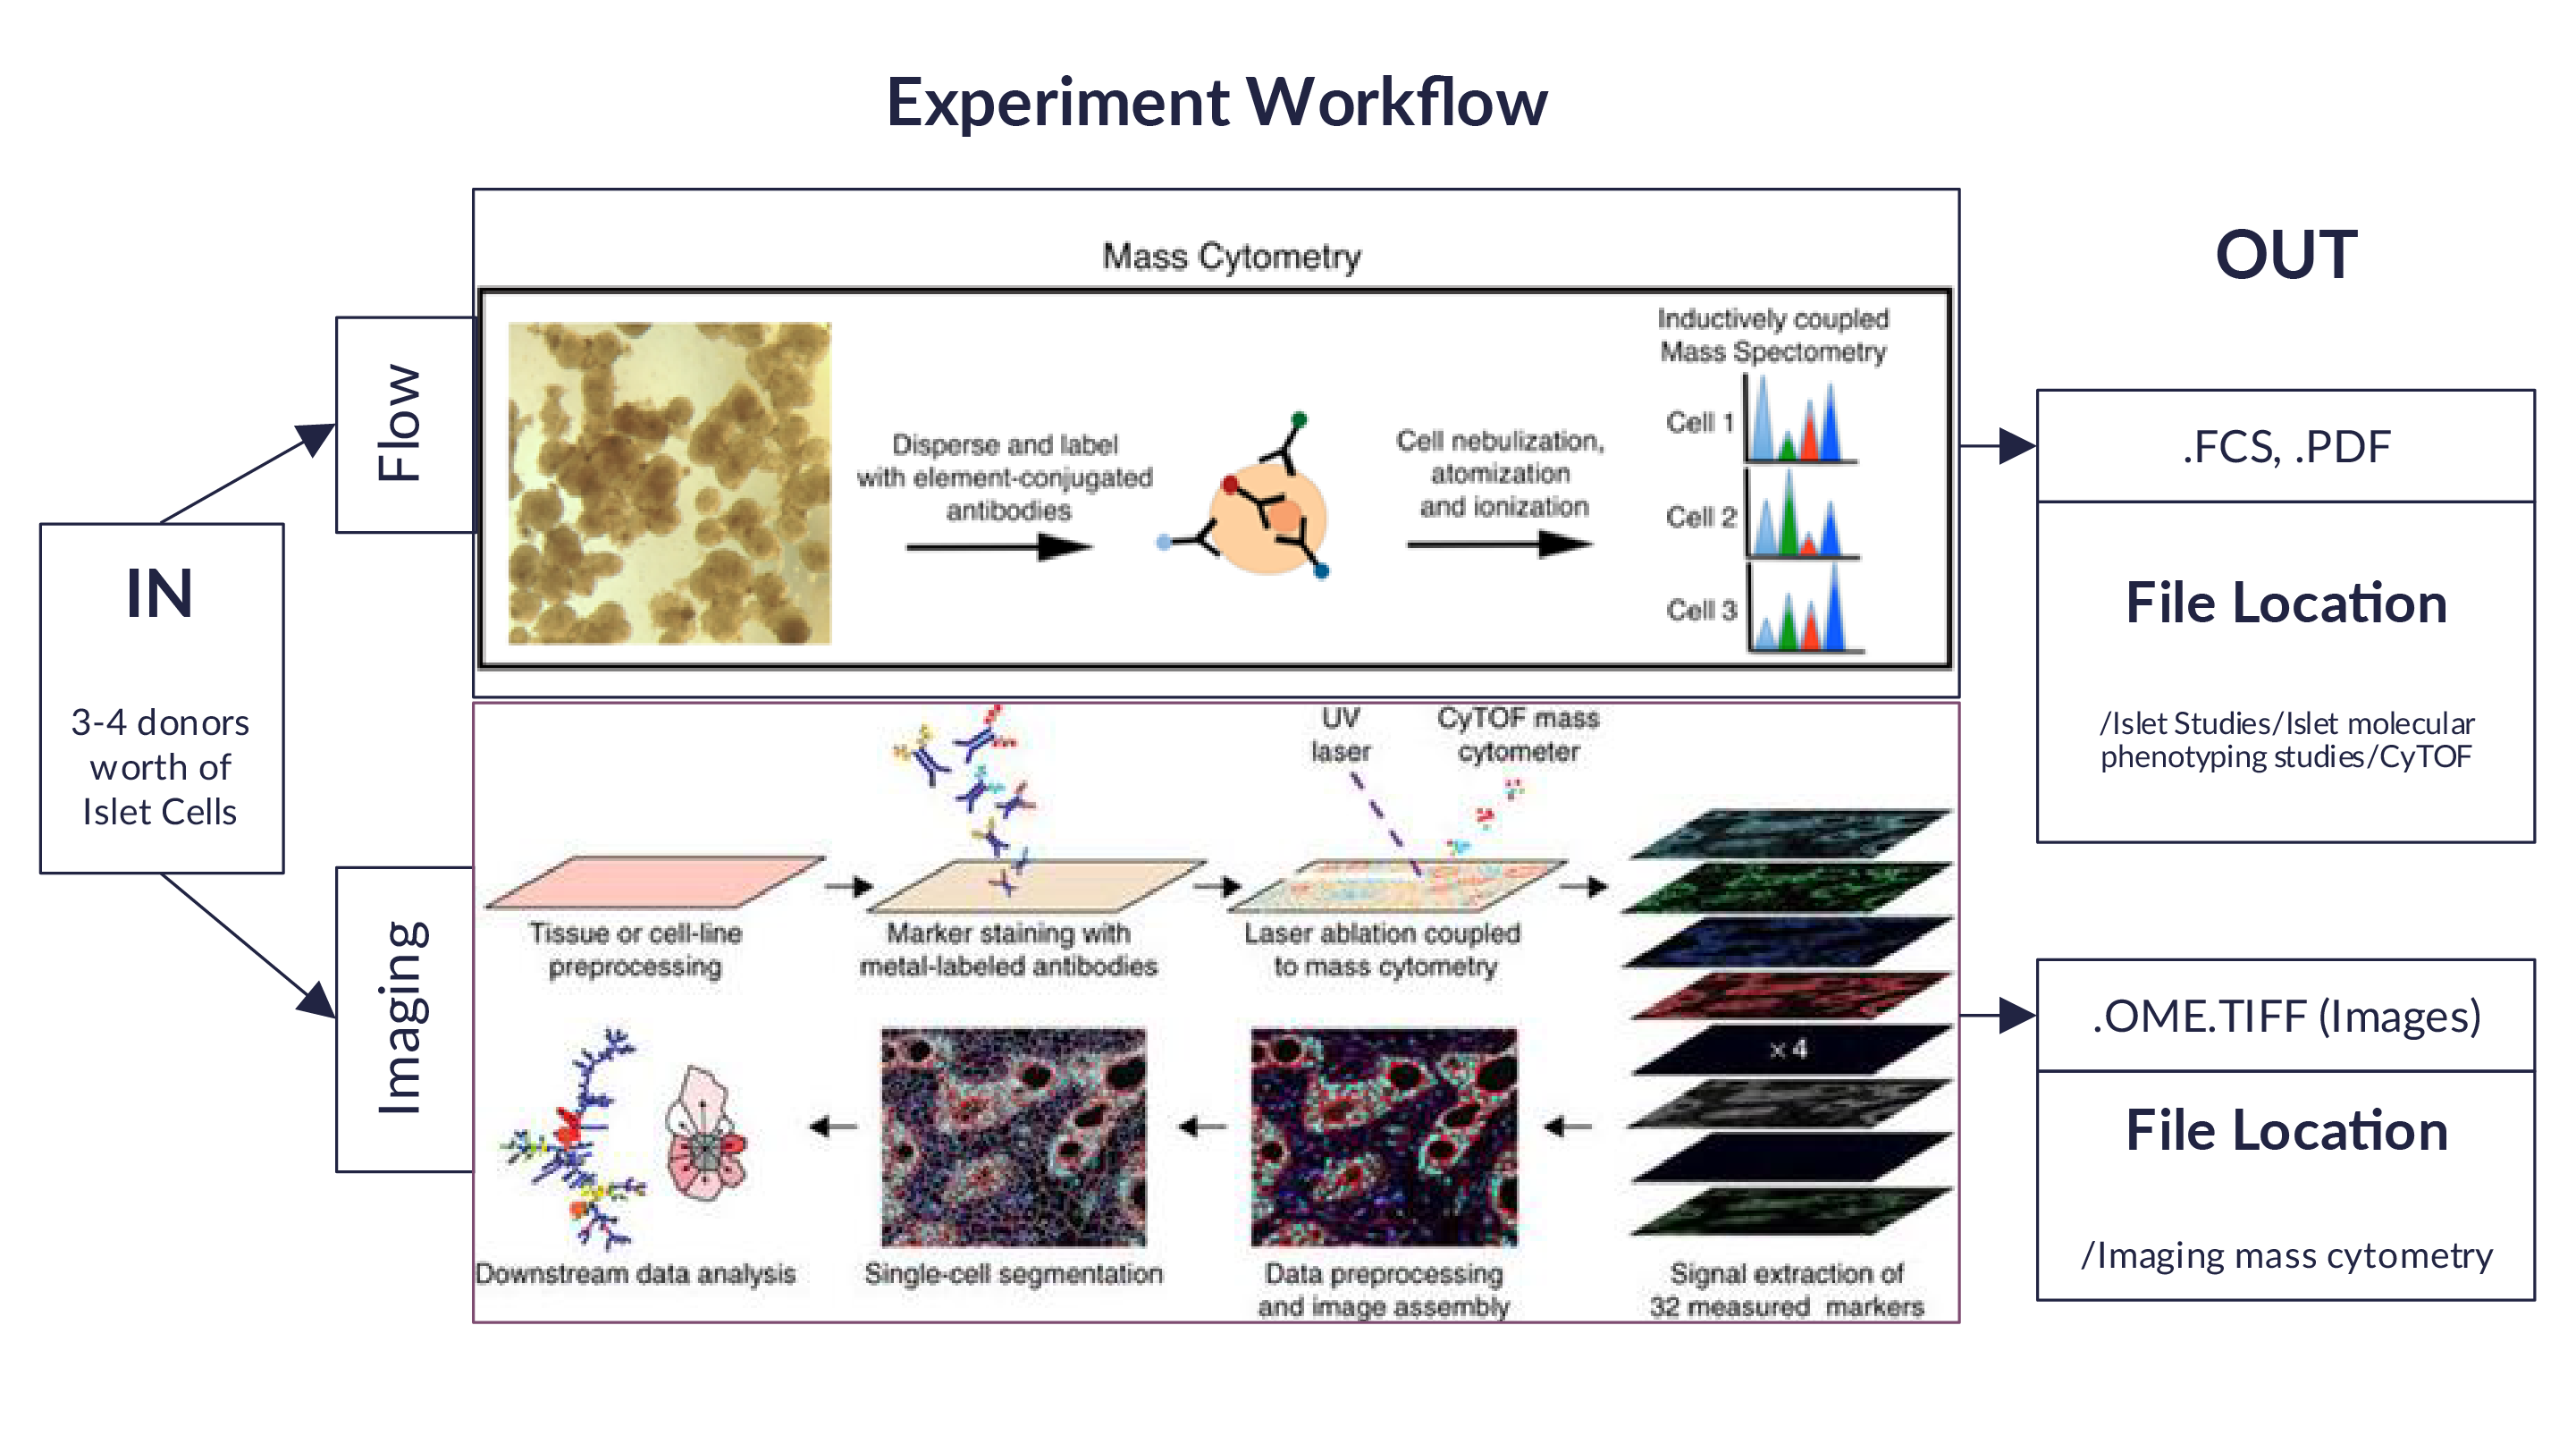 Experiment Workflow
IN
3-4 donors
worth of
Islet Cells
Flow
Mass Cytometry
Disperse and label
with element-conjugated
antibodies
Cell nebulization,
atomization
and ionization
Inductively coupled
Mass Spectometry
Cell 1
Cell 2
Cell 3
OUT
.FCS, .PDF
File Location
/Islet Studies/Islet molecular
phenotyping studies/CyTOF
Imaging
UV
laser
CyTOF mass
cytometer
Tissue or cell-line
preprocessing
Marker staining with
metal-labeled antibodies
Laser ablation coupled
to mass cytometry
× 4
Signal extraction of
32 measured markers
Data preprocessing
and image assembly
Single-cell segmentation
Downstream data analysis
.OME.TIFF (Images)
File Location
/Imaging mass cytometry